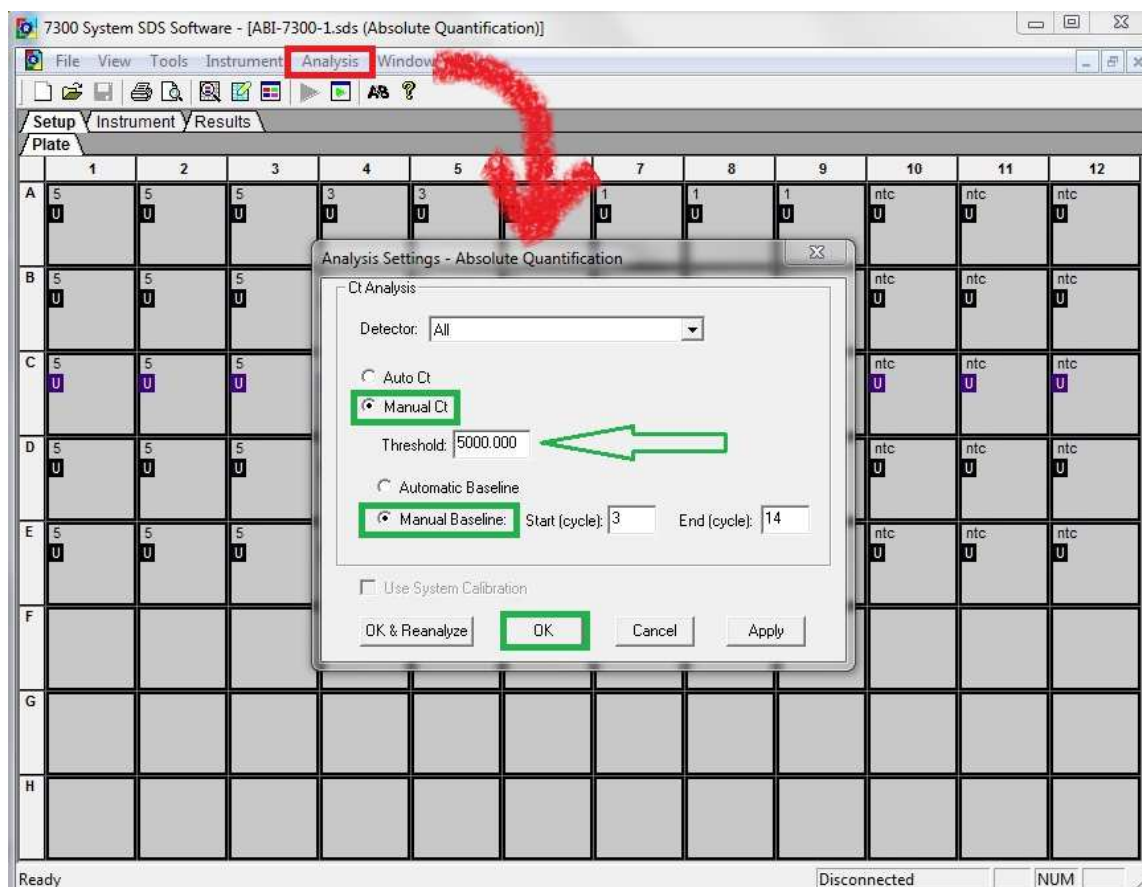 7300 System SDS Software - [ABI-7300-1.sds (Absolute Quantification)]
File View Tools Instrument Analysis Window
AB ?
Setup Instrument Results
Plate
1 2 3 4 5 7 8 9 10 11 12
A 5 5 5 3 3 1 1 1 ntc ntc ntc
U U U U U U U U U U U
Analysis Settings - Absolute Quantification
Ct Analysis
Detector: All
Auto Ct
Manual Ct
Threshold: 5000.000
Automatic Baseline
Manual Baseline: Start (cycle): 3 End (cycle): 14
Use System Calibration
OK & Reanalyze OK Cancel Apply
B 5 5 5 ntc ntc ntc
U U U U U U
C 5 5 5 ntc ntc ntc
U U U U U U
D 5 5 5 ntc ntc ntc
U U U U U U
E 5 5 5 ntc ntc ntc
U U U U U U
F
G
H
Ready Disconnected NUM